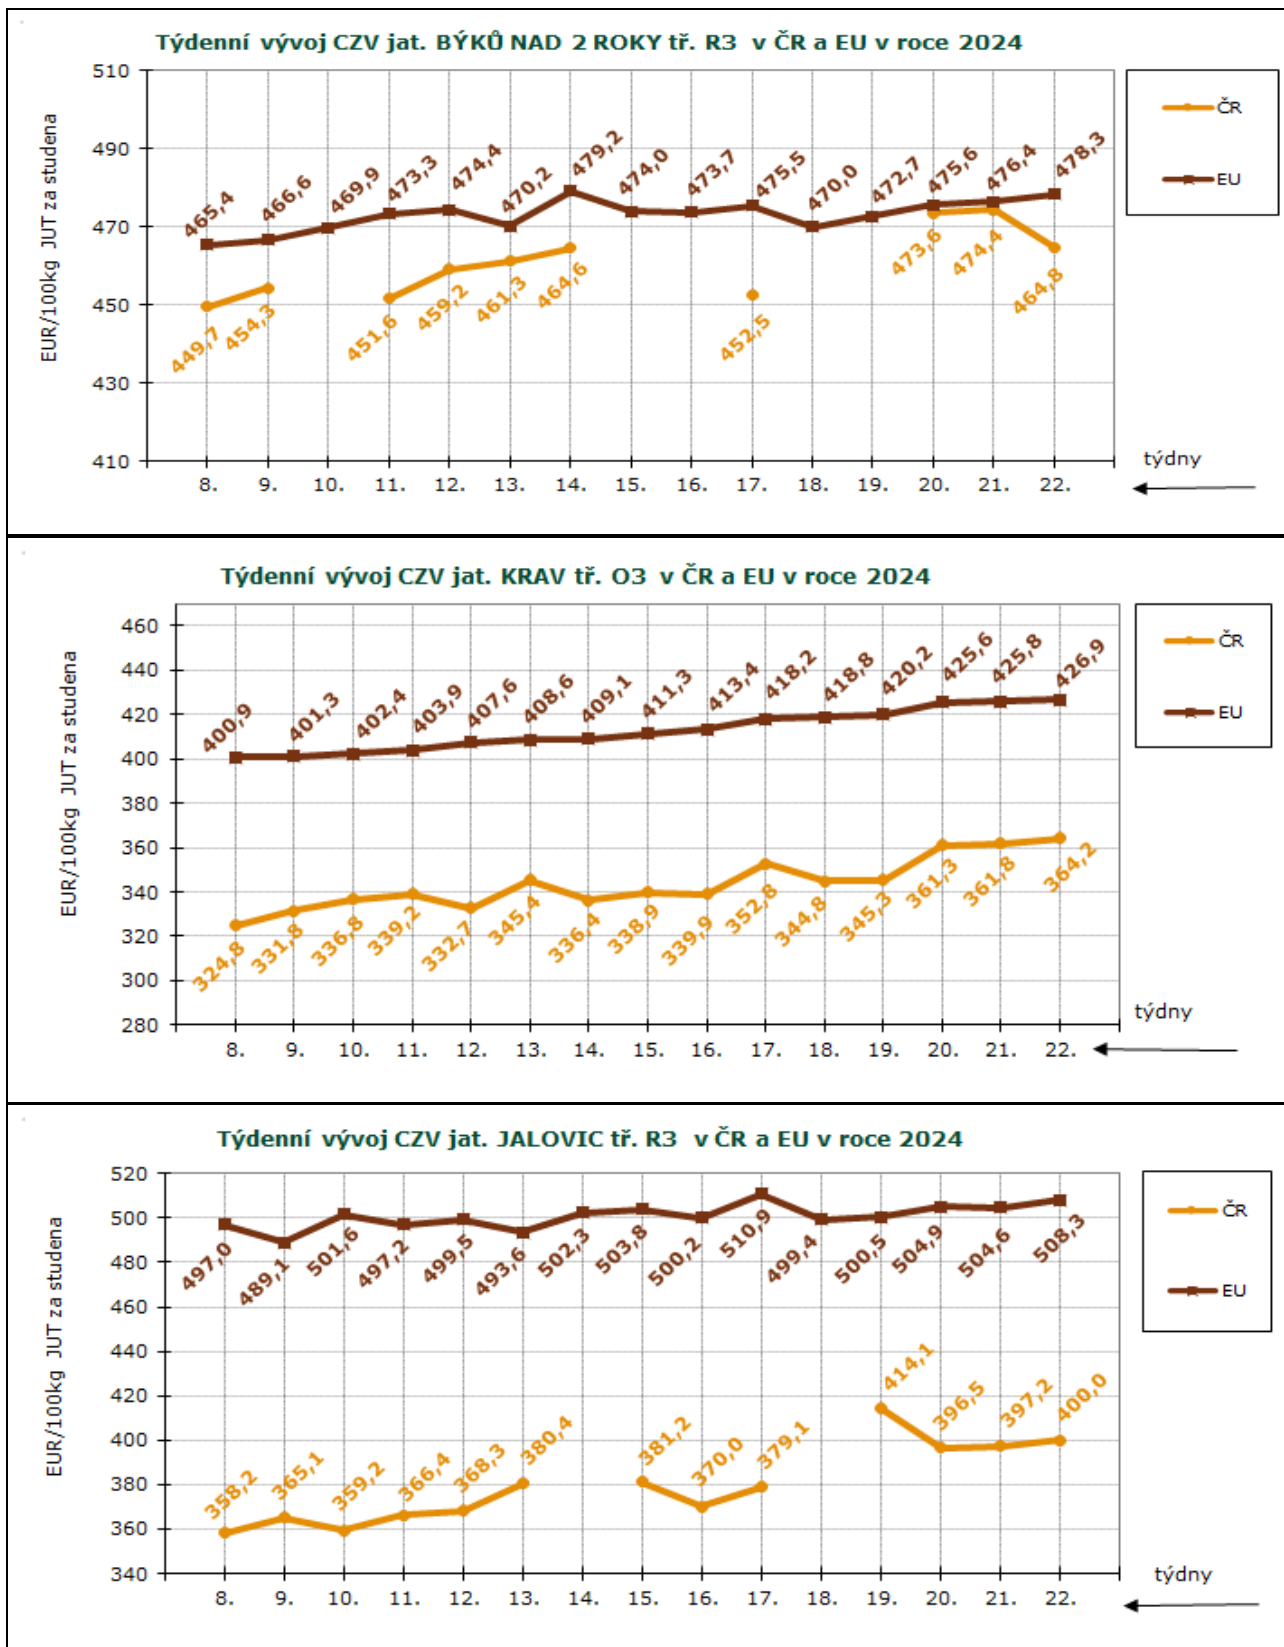 Týdenní vývoj CZV jat. BÝKŮ NAD 2 ROKY tř. R3 v ČR a EU v roce 2024
EUR/100kg JUT za studena
510
490
470
450
430
410
465,4 466,6 469,9 473,3 474,4 470,2 479,2 474,0 473,7 475,5 470,0 472,7 475,6 476,4 478,3
449,7 454,3 451,6 459,2 461,3 464,6 452,5 473,6 474,4 464,8
8. 9. 10. 11. 12. 13. 14. 15. 16. 17. 18. 19. 20. 21. 22.
týdny
ČR
EU
Týdenní vývoj CZV jat. KRAV tř. O3 v ČR a EU v roce 2024
EUR/100kg JUT za studena
460
440
420
400
380
360
340
320
300
280
400,9 401,3 402,4 403,9 407,6 408,6 409,1 411,3 413,4 418,2 418,8 420,2 425,6 425,8 426,9
324,8 331,8 336,8 339,2 332,7 345,4 336,4 338,9 339,9 352,8 344,8 345,3 361,3 361,8 364,2
8. 9. 10. 11. 12. 13. 14. 15. 16. 17. 18. 19. 20. 21. 22.
týdny
ČR
EU
Týdenní vývoj CZV jat. JALOVIC tř. R3 v ČR a EU v roce 2024
EUR/100kg JUT za studena
520
500
480
460
440
420
400
380
360
340
497,0 489,1 501,6 497,2 499,5 493,6 502,3 503,8 500,2 510,9 499,4 500,5 504,9 504,6 508,3
358,2 365,1 359,2 366,4 368,3 380,4 381,2 370,0 379,1 414,1 396,5 397,2 400,0
8. 9. 10. 11. 12. 13. 14. 15. 16. 17. 18. 19. 20. 21. 22.
týdny
ČR
EU